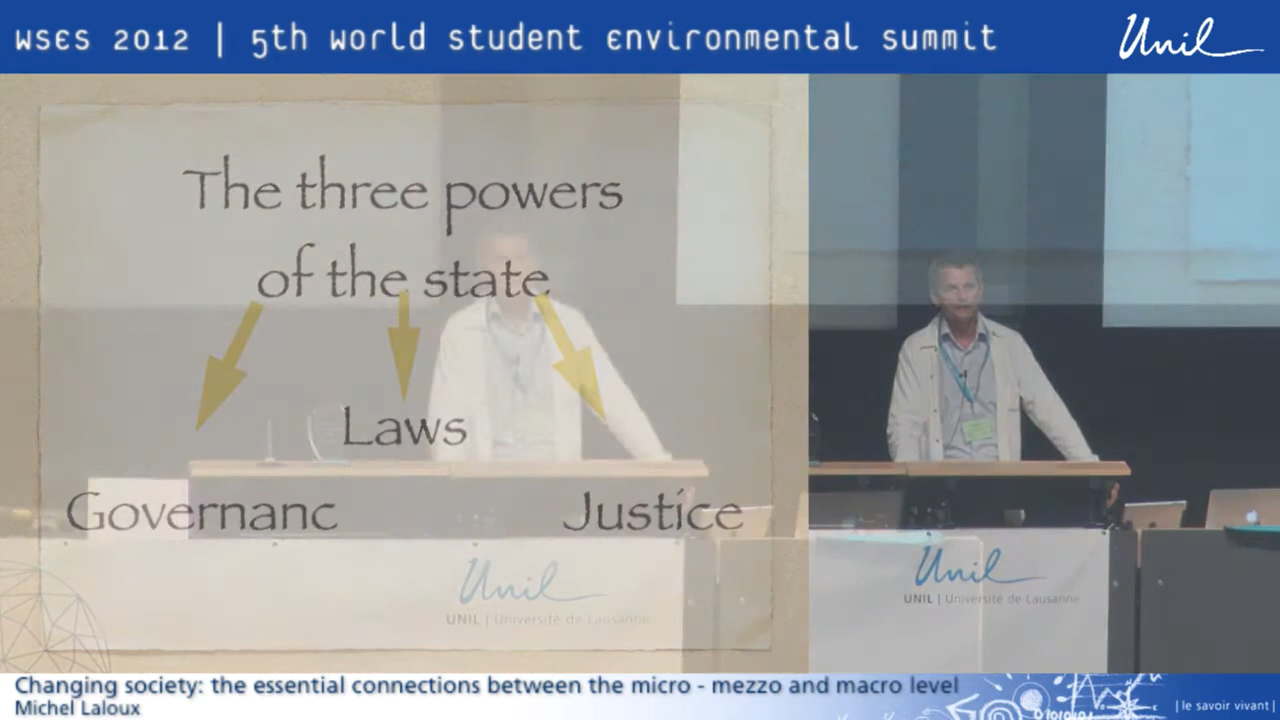 WSES 2012 | 5th world student environmental summit
Unil
The three powers
of the state
Laws
Governanc
Justice
Unil
UNIL | Université de Lausanne
Unil
UNIL | Université de Lausanne
Changing society: the essential connections between the micro - mezzo and macro level
Michel Laloux
| le savoir vivant |